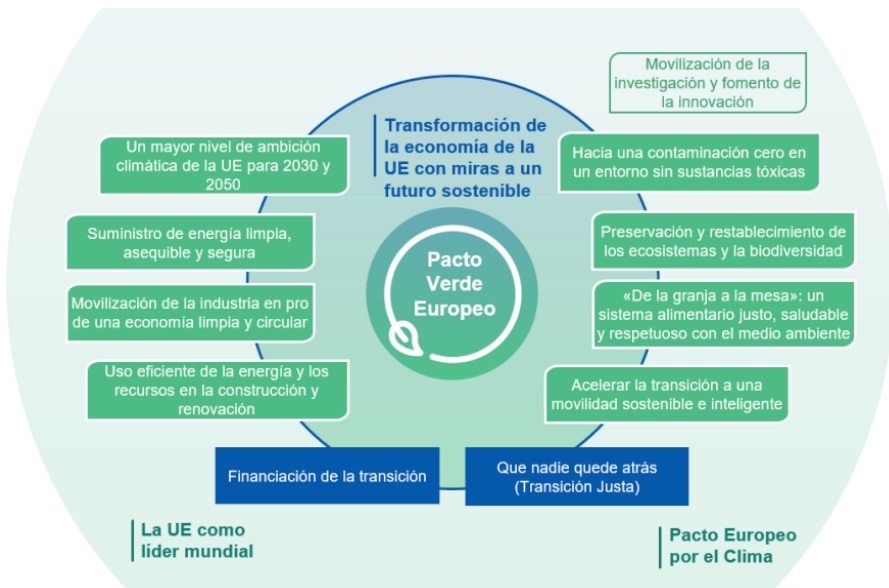 Movilización de la
investigación y fomento de
la innovación
Transformación de
la economía de la
UE con miras a un
futuro sostenible
Un mayor nivel de ambición
climática de la UE para 2030 y
2050
Hacia una contaminación cero en
un entorno sin sustancias tóxicas
Suministro de energía limpia,
asequible y segura
Preservación y restablecimiento de
los ecosistemas y la biodiversidad
Pacto
Verde
Europeo
Movilización de la industria en pro
de una economía limpia y circular
«De la granja a la mesa»: un
sistema alimentario justo, saludable
y respetuoso con el medio ambiente
Uso eficiente de la energía y los
recursos en la construcción y
renovación
Acelerar la transición a una
movilidad sostenible e inteligente
Financiación de la transición
Que nadie quede atrás
(Transición Justa)
La UE como
líder mundial
Pacto Europeo
por el Clima